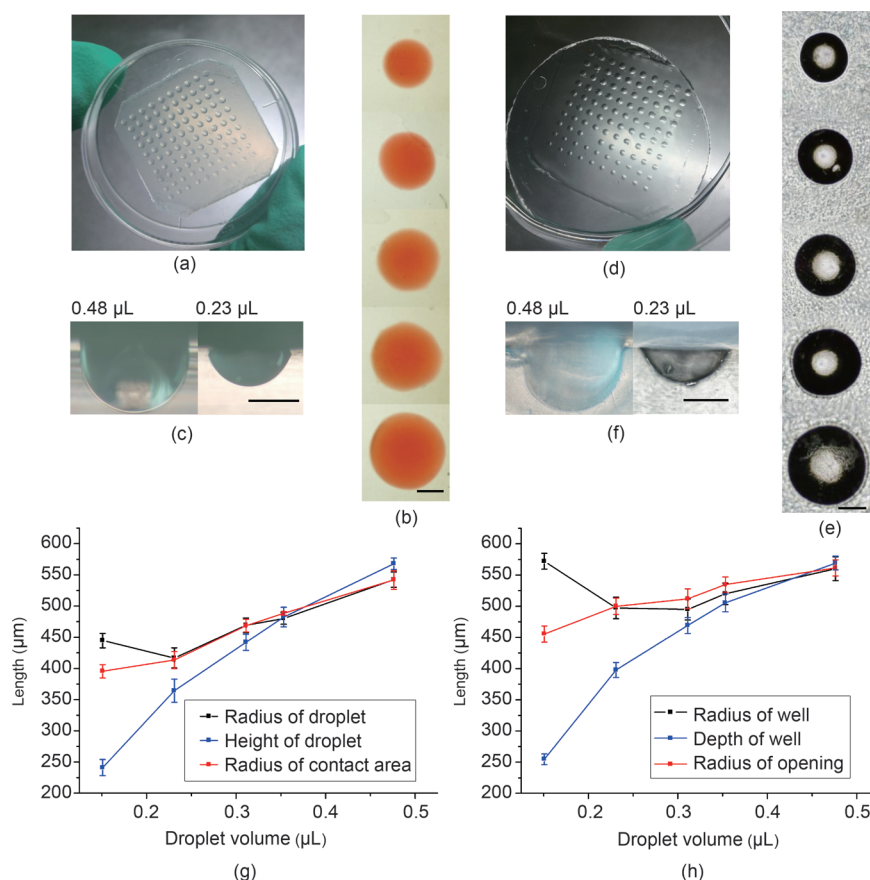 (a)
(b)
0.48 µL
0.23 µL
(c)
(d)
(e)
0.48 µL
0.23 µL
(f)
600
550
500
450
400
350
300
250
200
Length (µm)
Radius of droplet
Height of droplet
Radius of contact area
0.2
0.3
0.4
0.5
Droplet volume (µL)
(g)
600
550
500
450
400
350
300
250
200
Length (µm)
Radius of well
Depth of well
Radius of opening
0.2
0.3
0.4
0.5
Droplet volume (µL)
(h)